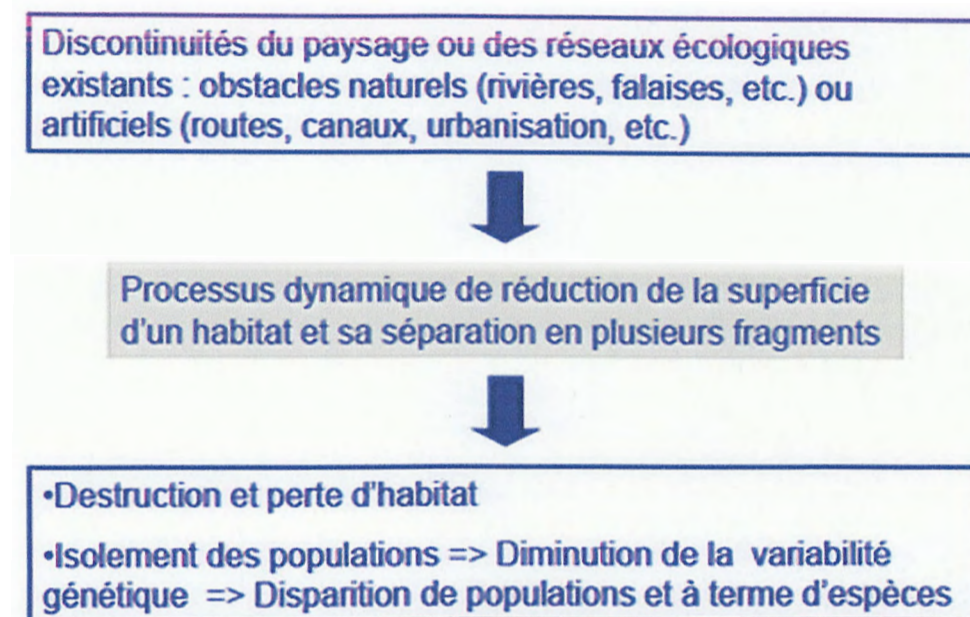 Discontinuités du paysage ou des réseaux écologiques
existants : obstacles naturels (rivières, falaises, etc.) ou
artificiels (routes, canaux, urbanisation, etc.)
Processus dynamique de réduction de la superficie
d'un habitat et sa séparation en plusieurs fragments
•Destruction et perte d'habitat
•Isolement des populations => Diminution de la variabilité
génétique => Disparition de populations et à terme d'espèces